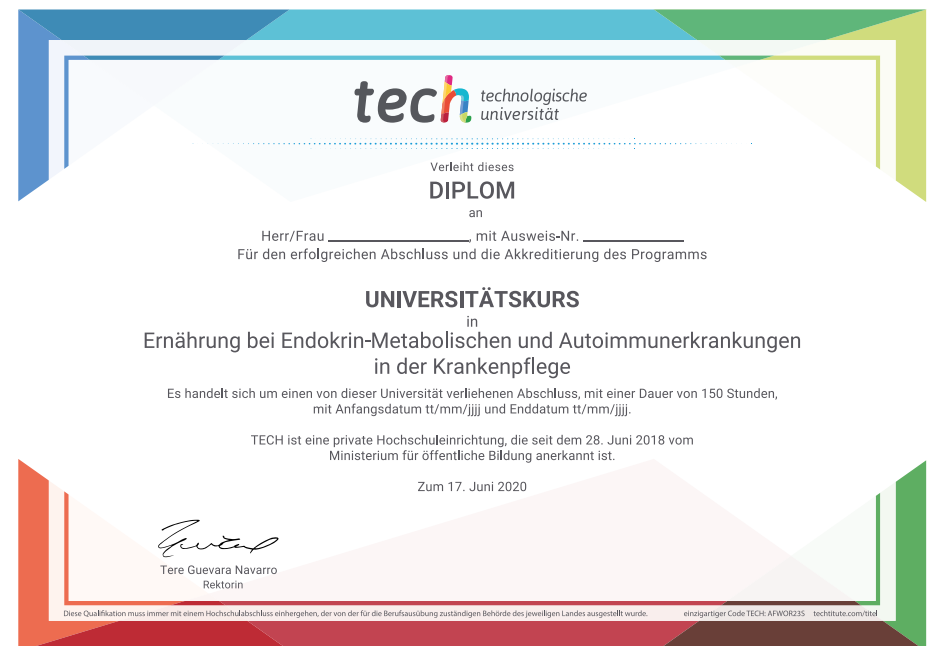 tech technologische
universität
Verleiht dieses
DIPLOM
an
Herr/Frau ____________________, mit Ausweis-Nr. ______________
Für den erfolgreichen Abschluss und die Akkreditierung des Programms
UNIVERSITÄTSKURS
in
Ernährung bei Endokrin-Metabolischen und Autoimmunerkrankungen
in der Krankenpflege
Es handelt sich um einen von dieser Universität verliehenen Abschluss, mit einer Dauer von 150 Stunden,
mit Anfangsdatum tt/mm/jjjj und Enddatum tt/mm/jjjj.
TECH ist eine private Hochschuleinrichtung, die seit dem 28. Juni 2018 vom
Ministerium für öffentliche Bildung anerkannt ist.
Zum 17. Juni 2020
Tere Guevara Navarro
Rektorin
Diese Qualifikation muss immer mit einem Hochschulabschluss einhergehen, der von der für die Berufsausübung zuständigen Behörde des jeweiligen Landes ausgestellt wurde. einzigartiger Code TECH: AFWOR23S techtitute.com/titel